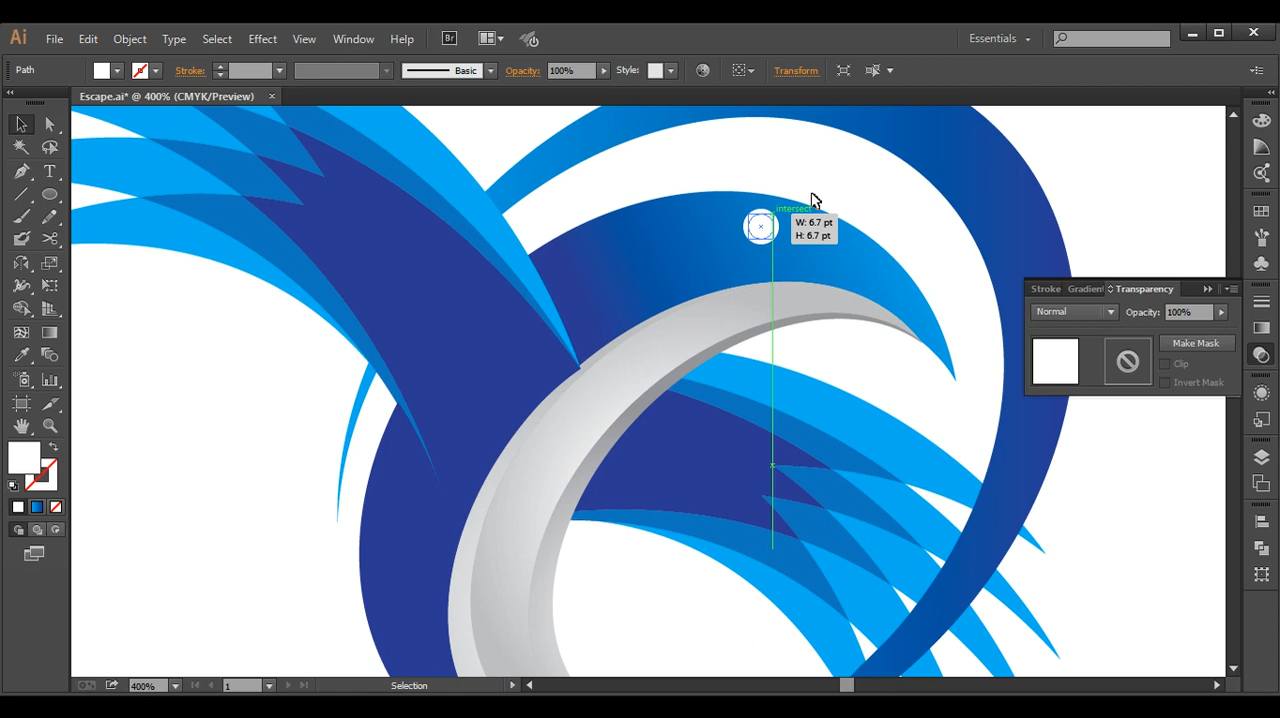 Ai File Edit Object Type Select Effect View Window Help Br Essentials
Path Stroke: Basic Opacity: 100% Style: Transform
Escape.ai* @ 400% (CMYK/Preview) ×
intersect
W: 6.7 pt
H: 6.7 pt
Stroke Gradient Transparency
Normal Opacity: 100%
Make Mask
Clip
Invert Mask
400% 1 Selection